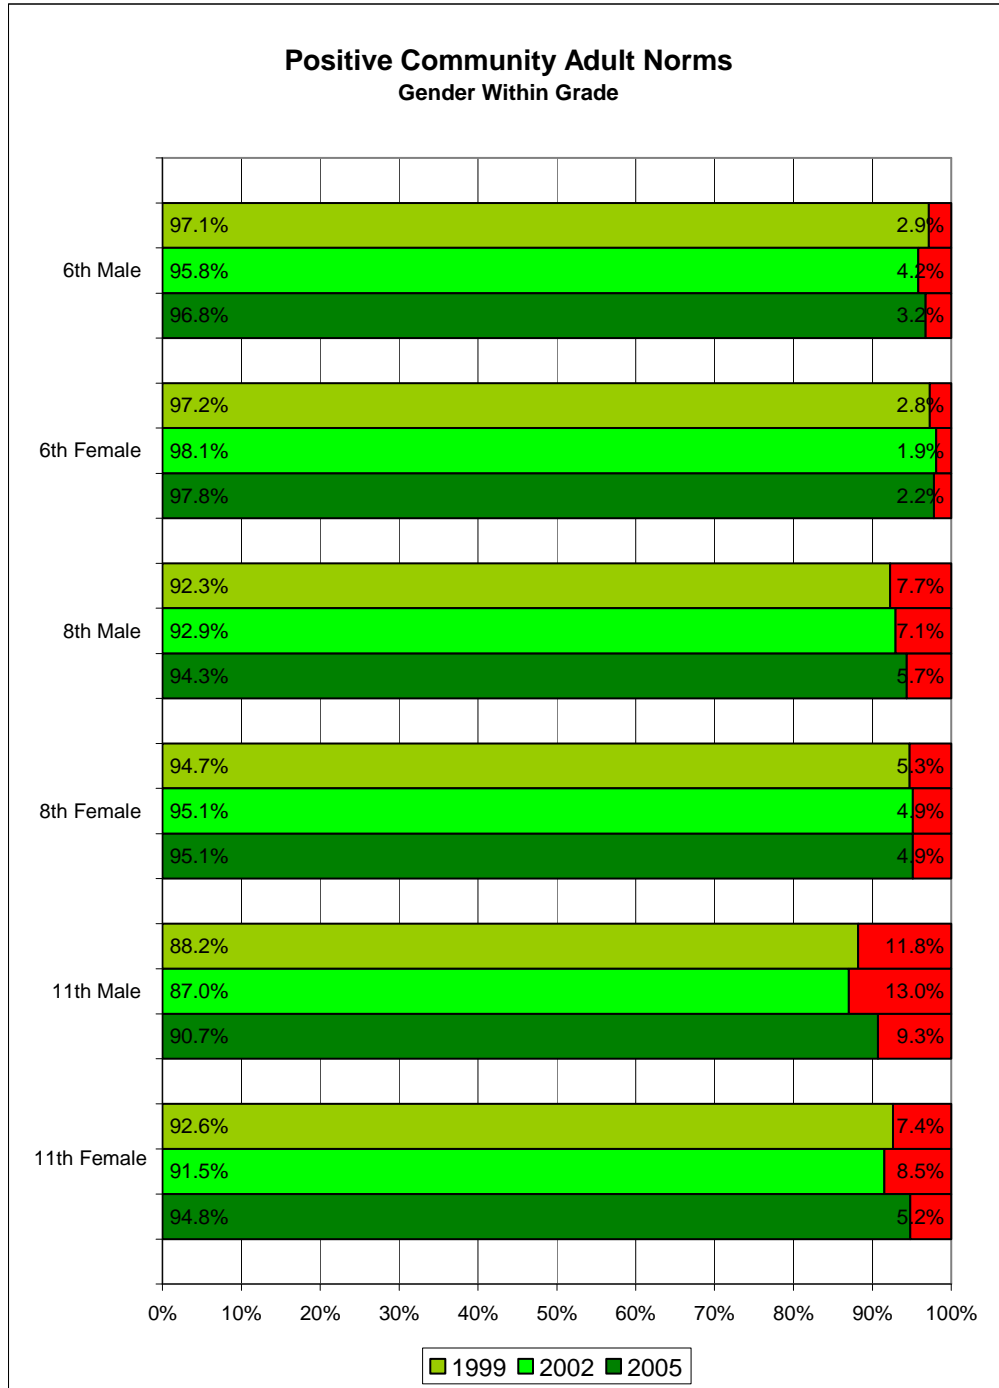 Positive Community Adult Norms
Gender Within Grade
97.1% 2.9%
6th Male 95.8% 4.2%
96.8% 3.2%
97.2% 2.8%
6th Female 98.1% 1.9%
97.8% 2.2%
92.3% 7.7%
8th Male 92.9% 7.1%
94.3% 5.7%
94.7% 5.3%
8th Female 95.1% 4.9%
95.1% 4.9%
88.2% 11.8%
11th Male 87.0% 13.0%
90.7% 9.3%
92.6% 7.4%
11th Female 91.5% 8.5%
94.8% 5.2%
0% 10% 20% 30% 40% 50% 60% 70% 80% 90% 100%
1999 2002 2005